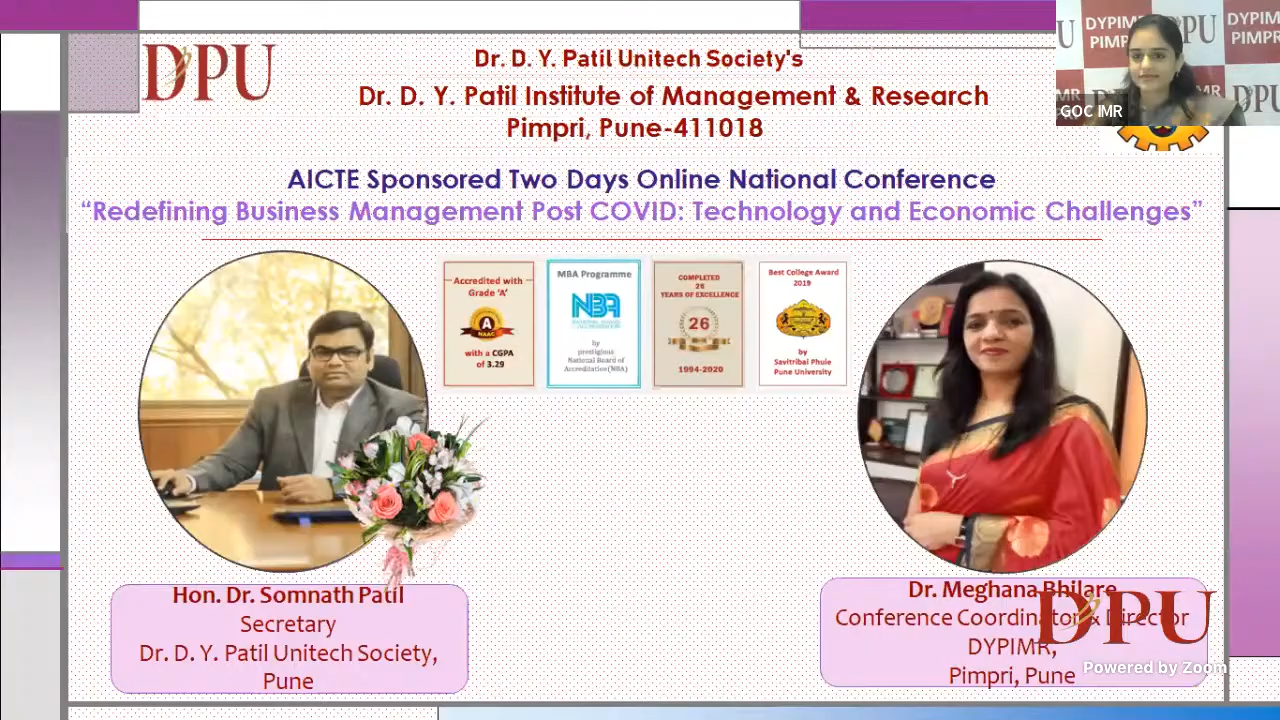 DPU
Dr. D. Y. Patil Unitech Society's
Dr. D. Y. Patil Institute of Management & Research
Pimpri, Pune-411018
DYPIMR
PIMPRI
DPU
DYPIM
PIMPR
GOC IMR
AICTE Sponsored Two Days Online National Conference
“Redefining Business Management Post COVID: Technology and Economic Challenges”
Accredited with
Grade 'A'
A
NAAC
with a CGPA
of 3.29
MBA Programme
NBA
by
prestigious
National Board of
Accreditation(NBA)
COMPLETED
26
YEARS OF EXCELLENCE
26
1994-2020
Best College Award
2019
by
Savitribai Phule
Pune University
Hon. Dr. Somnath Patil
Secretary
Dr. D. Y. Patil Unitech Society,
Pune
Dr. Meghana Bhilare
Conference Coordinator & Director
DYPIMR,
Pimpri, Pune
DPU
Powered by Zoom